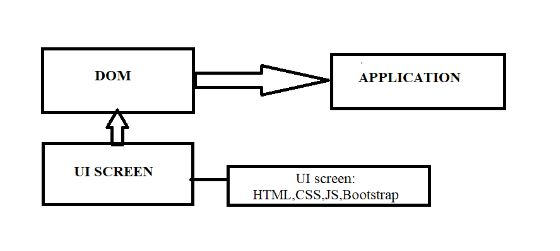 DOM
APPLICATION
UI SCREEN
UI screen:
HTML,CSS,JS,Bootstrap